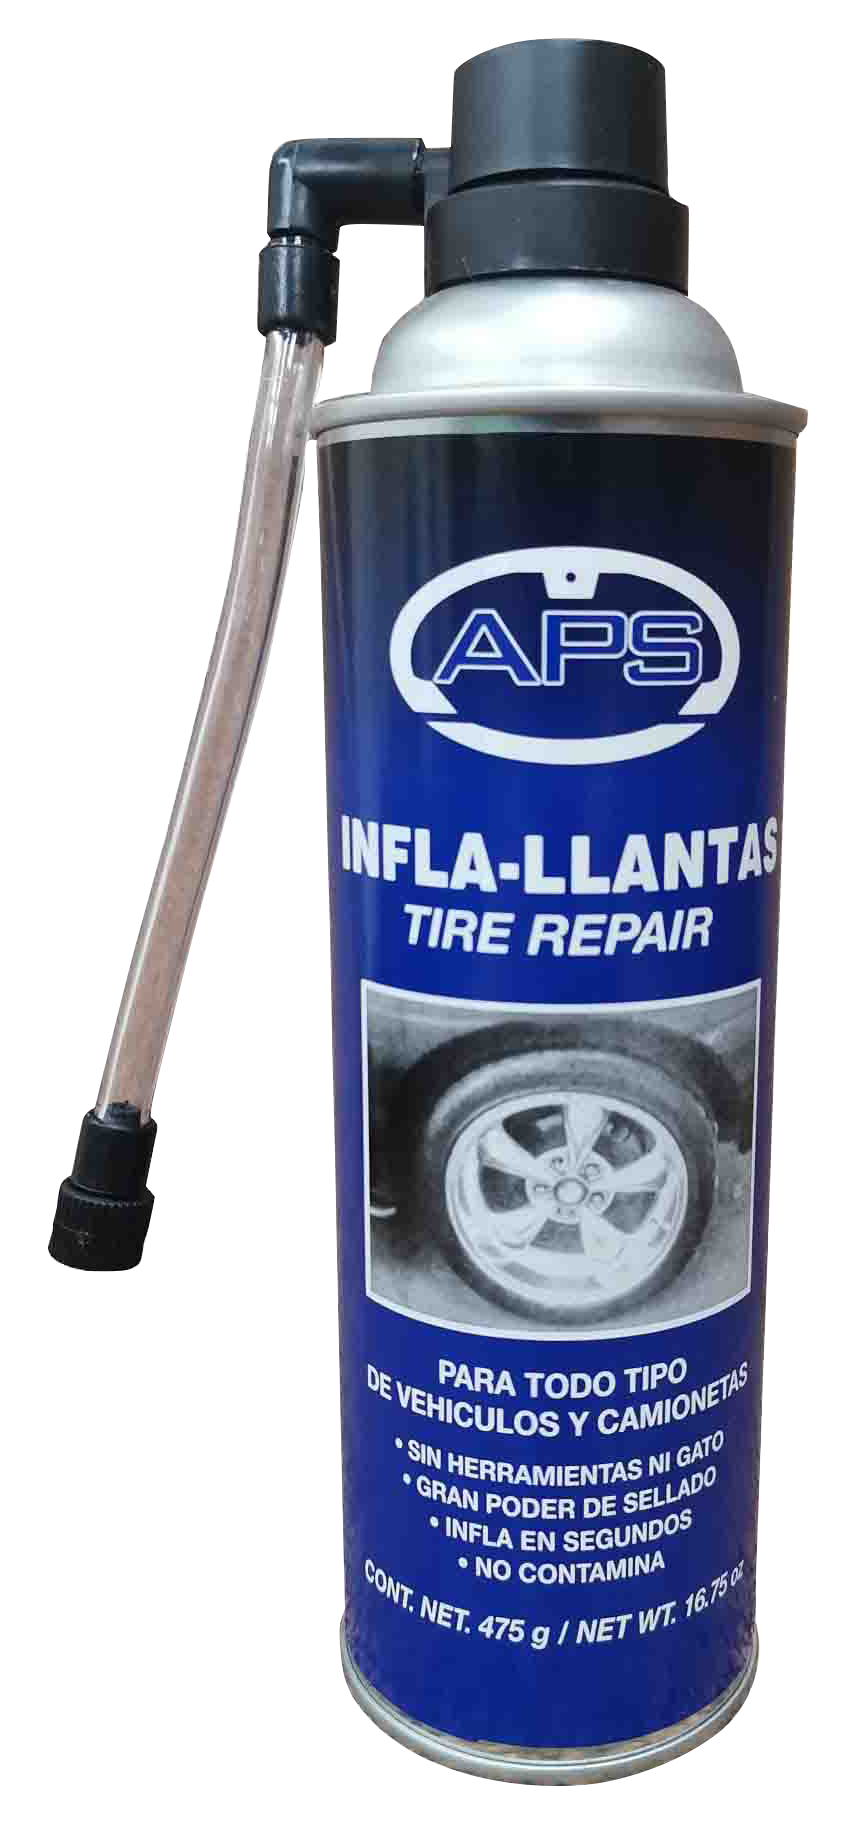 APS
INFLA-LLANTAS
TIRE REPAIR
PARA TODO TIPO
DE VEHICULOS Y CAMIONETAS
• SIN HERRAMIENTAS NI GATO
• GRAN PODER DE SELLADO
• INFLA EN SEGUNDOS
• NO CONTAMINA
CONT. NET. 475 g / NET WT. 16.75 oz